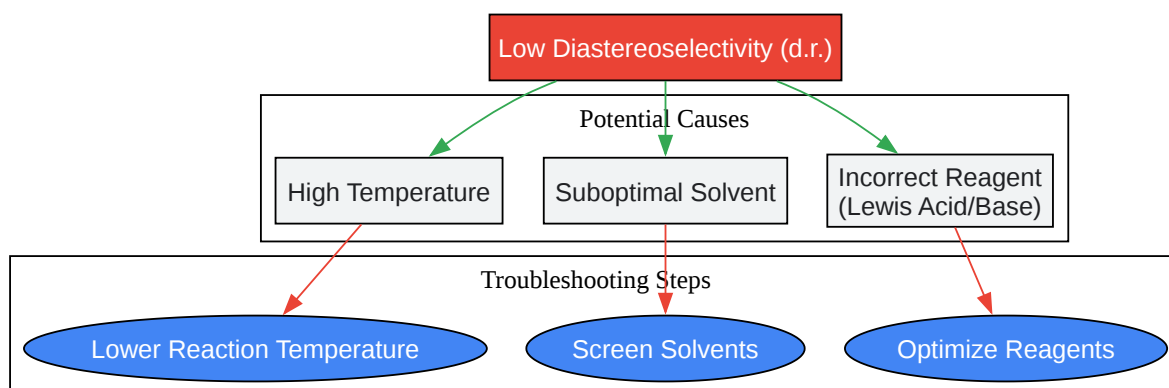 Low Diastereoselectivity (d.r.)
Potential Causes
High Temperature
Suboptimal Solvent
Incorrect Reagent
(Lewis Acid/Base)
Troubleshooting Steps
Lower Reaction Temperature
Screen Solvents
Optimize Reagents